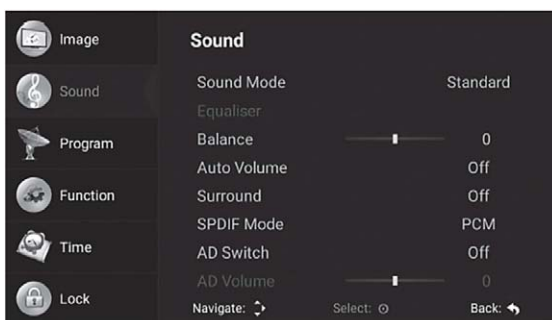 Image
Sound
Program
Function
Time
Lock
Sound
Sound Mode Standard
Equaliser
Balance 0
Auto Volume Off
Surround Off
SPDIF Mode PCM
AD Switch Off
AD Volume 0
Navigate: Select: Back: